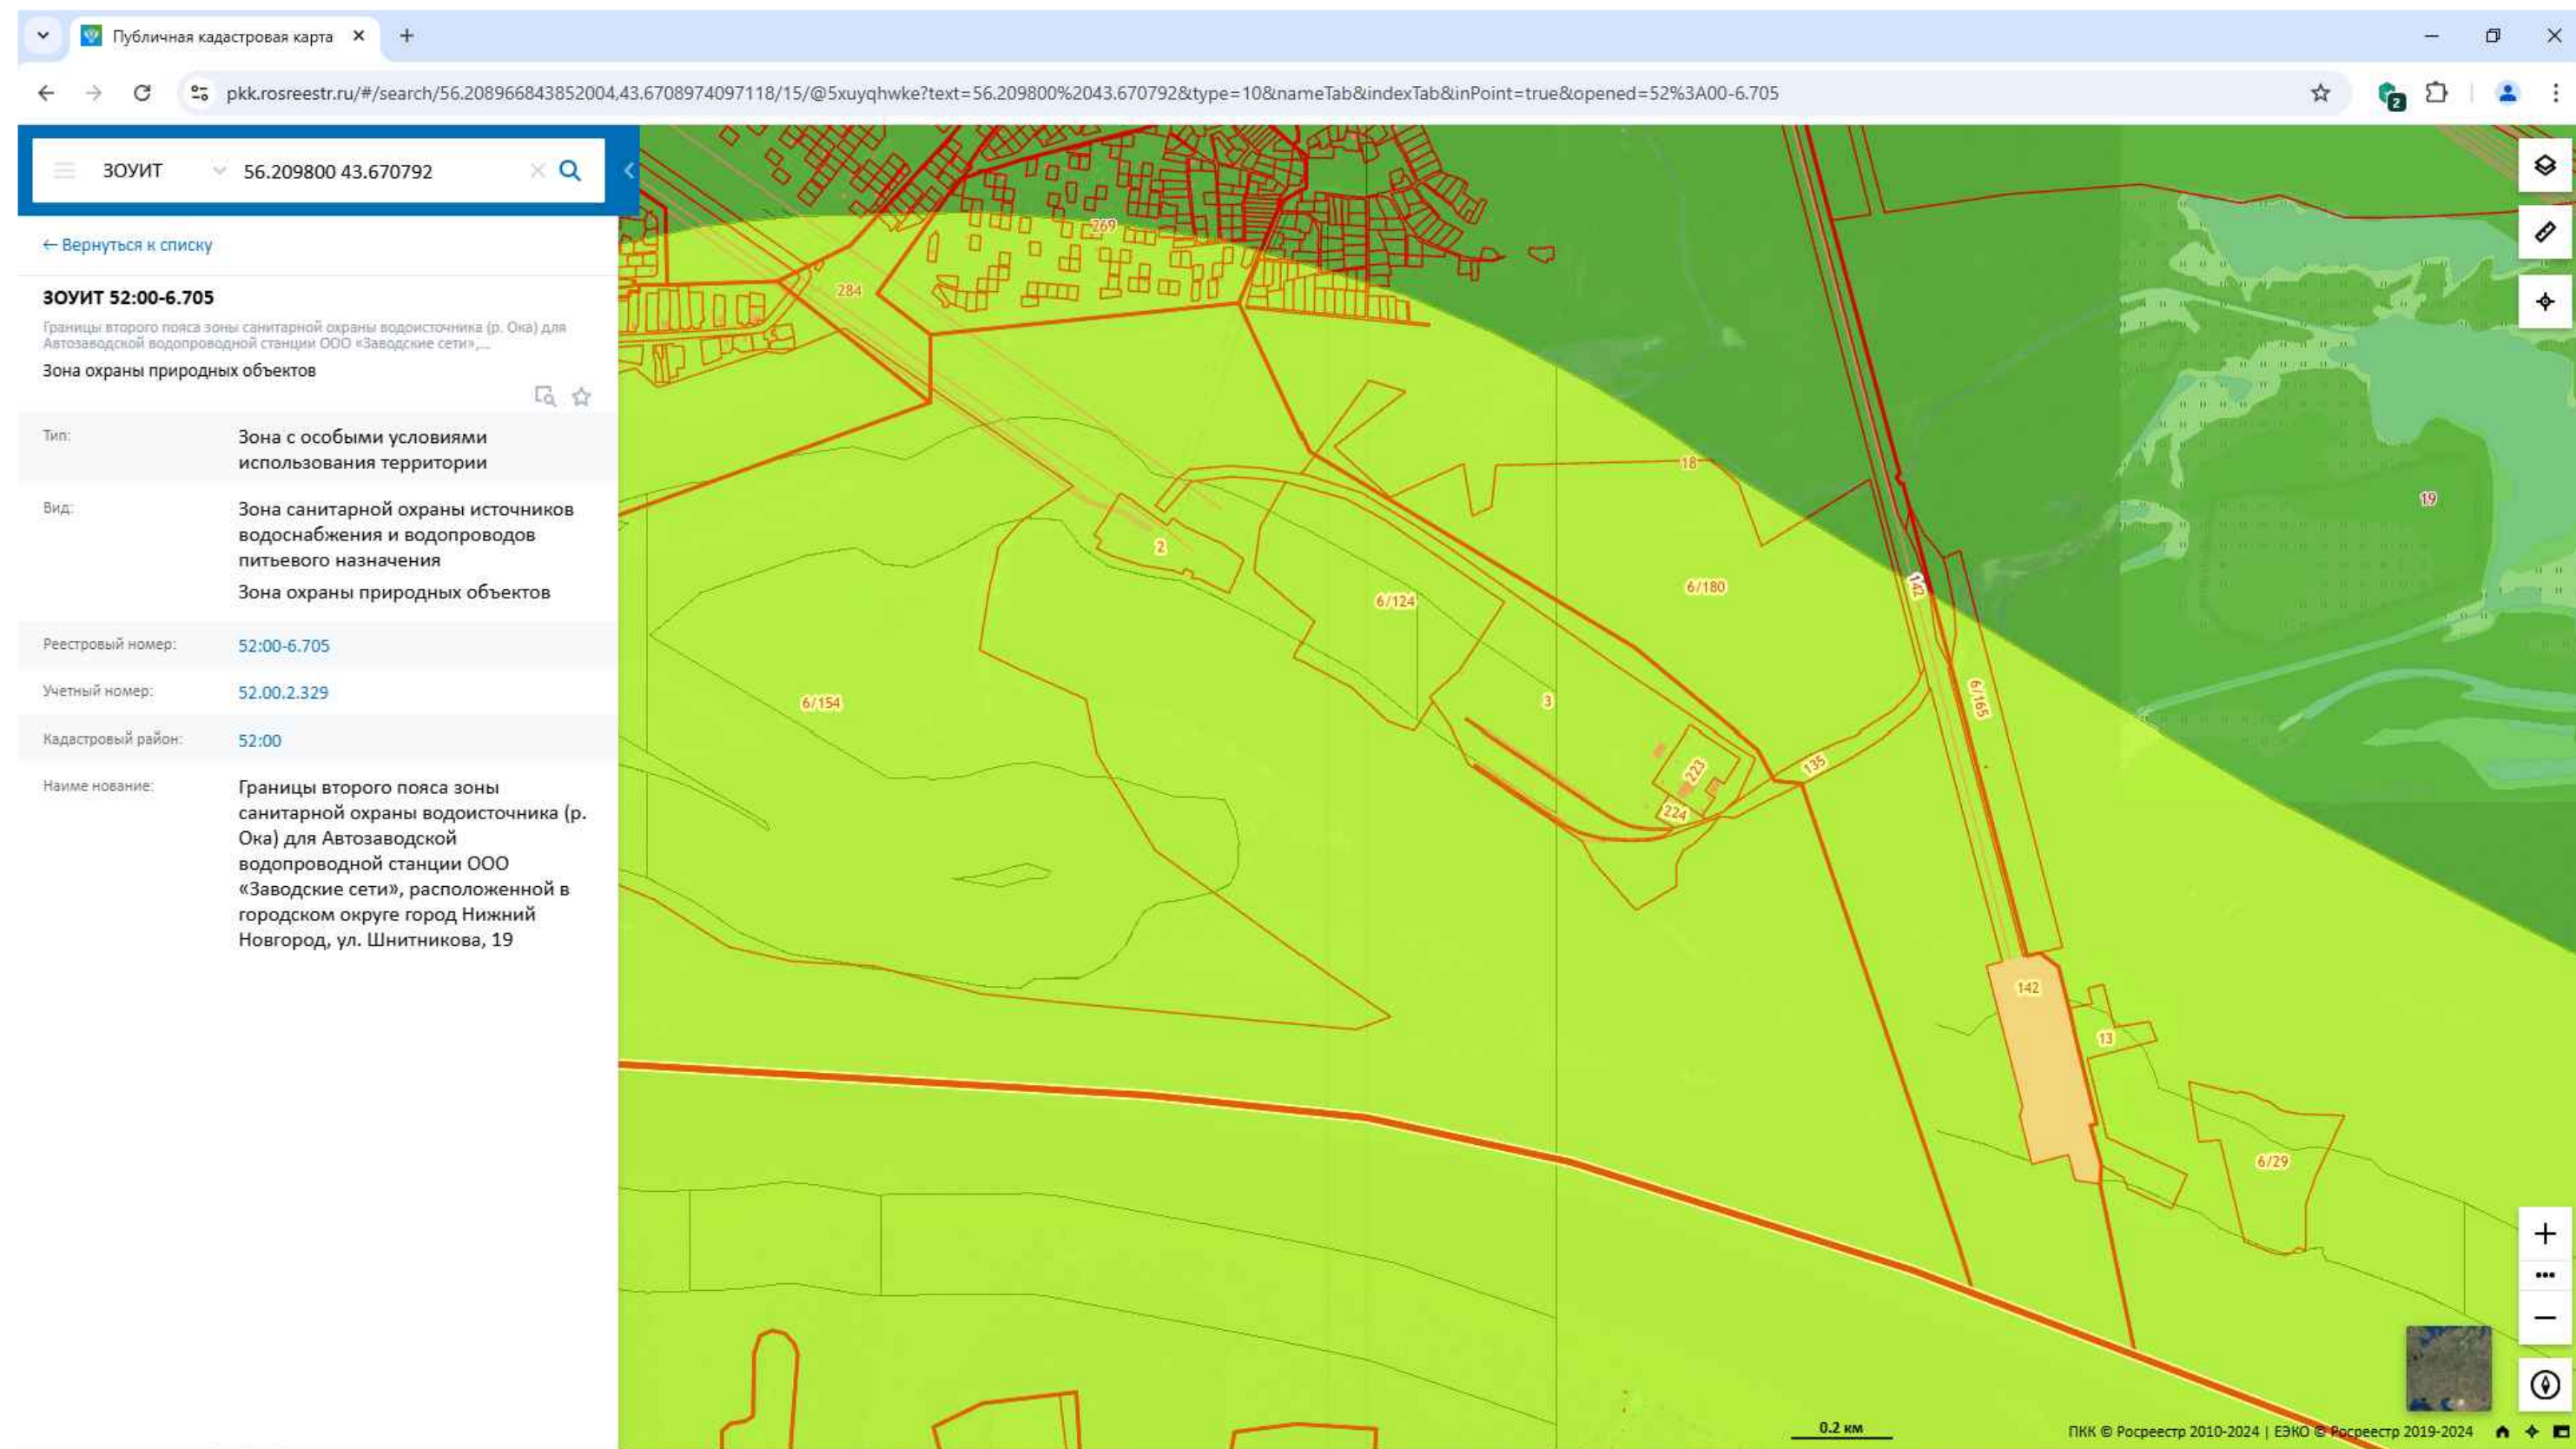 Публичная кадастровая карта
pkk.rosreestr.ru/#/search/56.208966843852004,43.6708974097118/15/@5xuyqhwke?text=56.209800%2043.670792&type=10&nameTab&indexTab&inPoint=true&opened=52%3A00-6.705
2
ЗОУИТ 56.209800 43.670792
← Вернуться к списку
ЗОУИТ 52:00-6.705
Границы второго пояса зоны санитарной охраны водоисточника (р. Ока) для
Автозаводской водопроводной станции ООО «Заводские сети»,...
Зона охраны природных объектов
Тип: Зона с особыми условиями
использования территории
Вид: Зона санитарной охраны источников
водоснабжения и водопроводов
питьевого назначения
Зона охраны природных объектов
Реестровый номер: 52:00-6.705
Учетный номер: 52.00.2.329
Кадастровый район: 52:00
Наиме нование: Границы второго пояса зоны
санитарной охраны водоисточника (р.
Ока) для Автозаводской
водопроводной станции ООО
«Заводские сети», расположенной в
городском округе город Нижний
Новгород, ул. Шнитникова, 19
269
284
18
19
2
6/124
6/180
142
6/154
3
6/165
223
135
224
142
13
6/29
0.2 км
ПКК © Росреестр 2010-2024 | ЕЭКО © Росреестр 2019-2024